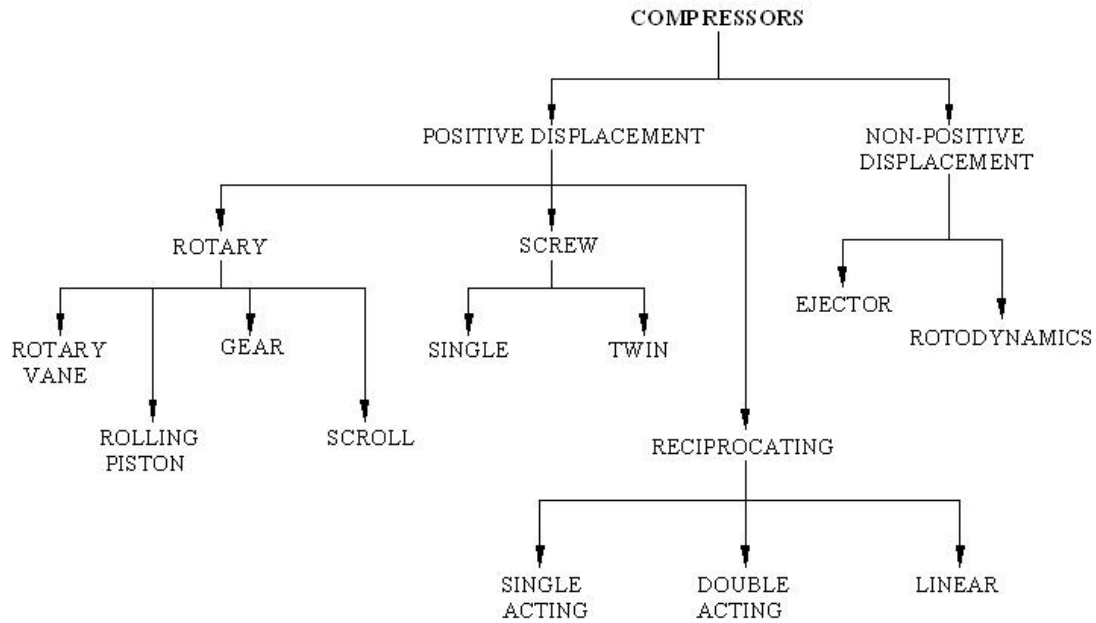 COMPRESSORS
POSITIVE DISPLACEMENT
NON-POSITIVE
DISPLACEMENT
ROTARY
SCREW
EJECTOR
ROTODYNAMICS
ROTARY
VANE
GEAR
SINGLE
TWIN
ROLLING
PISTON
SCROLL
RECIPROCATING
SINGLE
ACTING
DOUBLE
ACTING
LINEAR